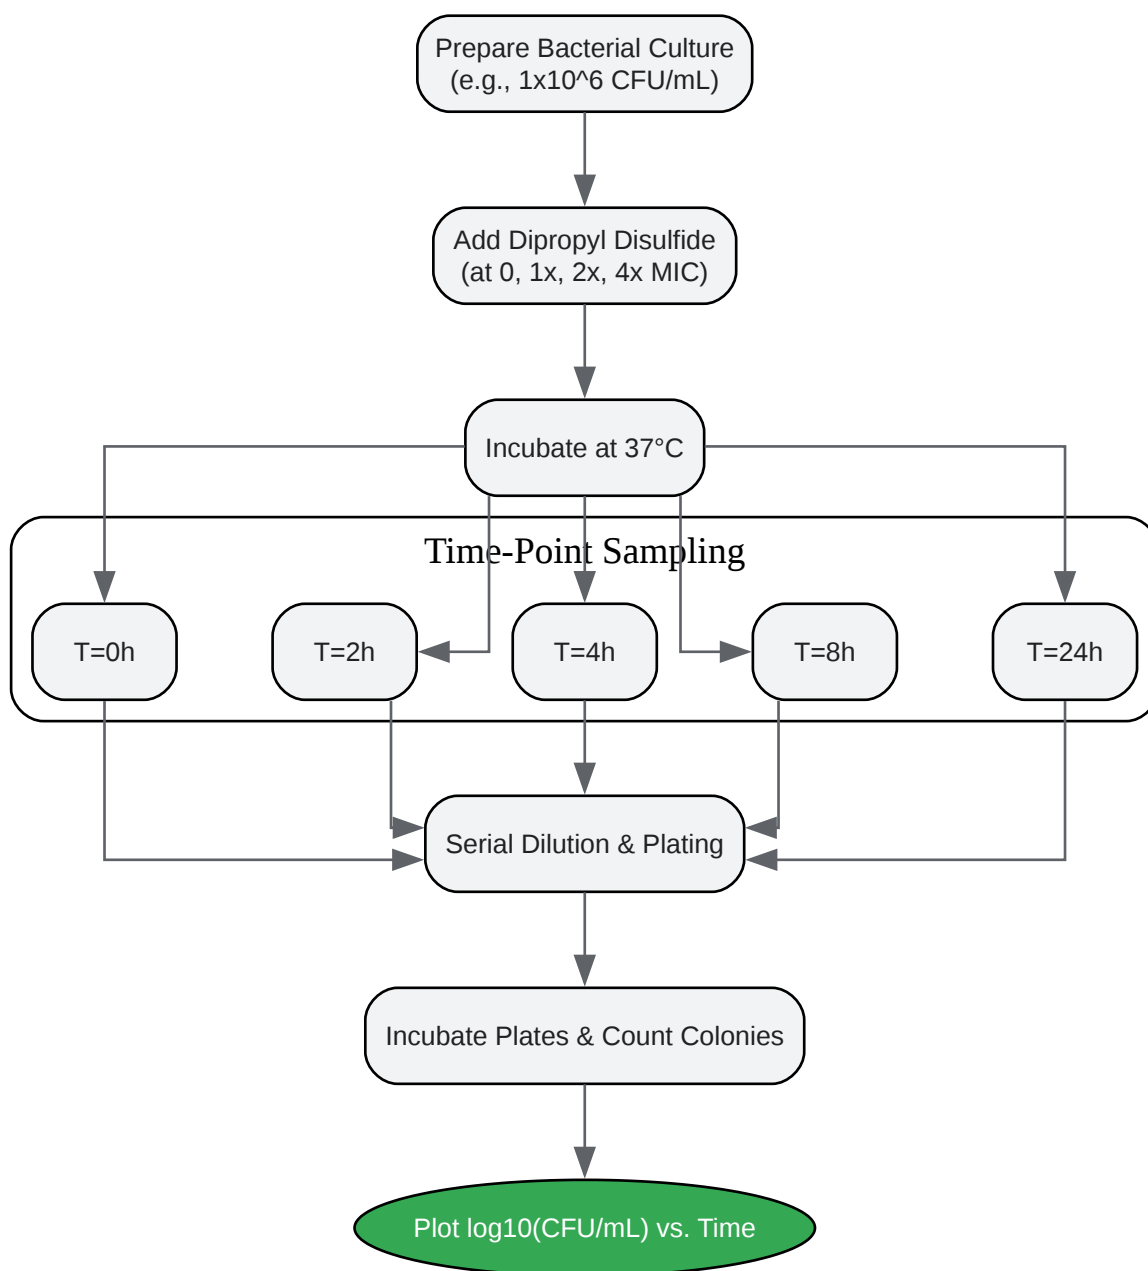 Prepare Bacterial Culture
(e.g., 1x10^6 CFU/mL)
Add Dipropyl Disulfide
(at 0, 1x, 2x, 4x MIC)
Incubate at 37°C
Time-Point Sampling
T=0h
T=2h
T=4h
T=8h
T=24h
Serial Dilution & Plating
Incubate Plates & Count Colonies
Plot log10(CFU/mL) vs. Time